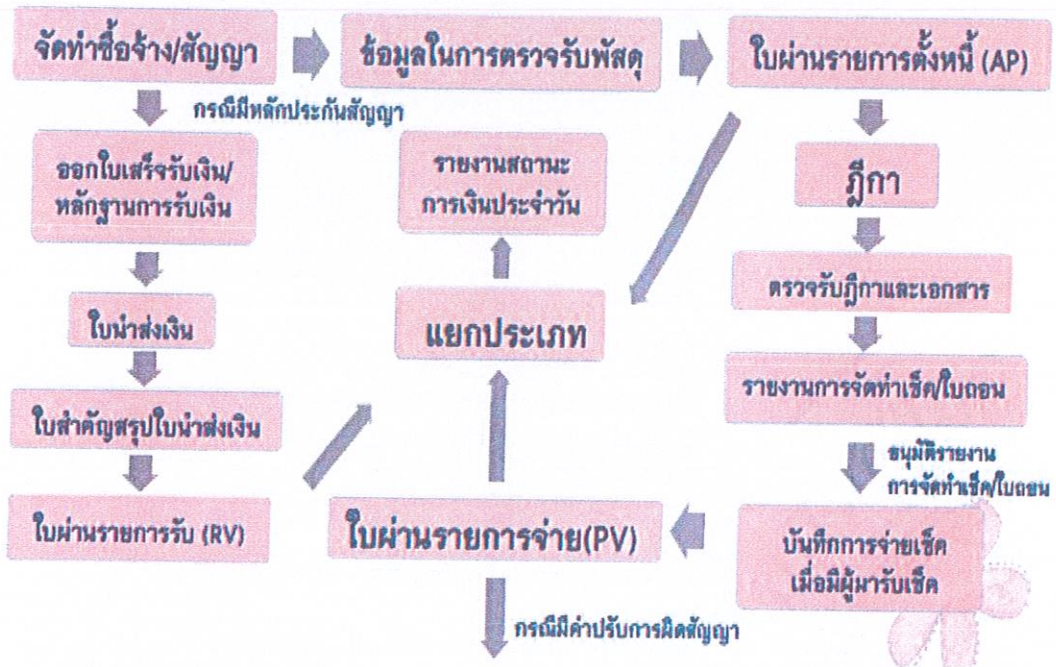 จัดทำซื้อจ้าง/สัญญา
ข้อมูลในการตรวจรับพัสดุ
ใบผ่านรายการตั้งหนี้ (AP)
กรณีมีหลักประกันสัญญา
ออกใบเสร็จรับเงิน/
หลักฐานการรับเงิน
รายงานสถานะ
การเงินประจำวัน
ฎีกา
ใบนำส่งเงิน
แยกประเภท
ตรวจรับฎีกาและเอกสาร
ใบสำคัญสรุปใบนำส่งเงิน
รายงานการจัดทำเช็ค/ใบถอน
อนุมัติรายงาน
การจัดทำเช็ค/ใบถอน
ใบผ่านรายการรับ (RV)
ใบผ่านรายการจ่าย(PV)
บันทึกการจ่ายเช็ค
เมื่อมีผู้มารับเช็ค
กรณีมีค่าปรับการผิดสัญญา